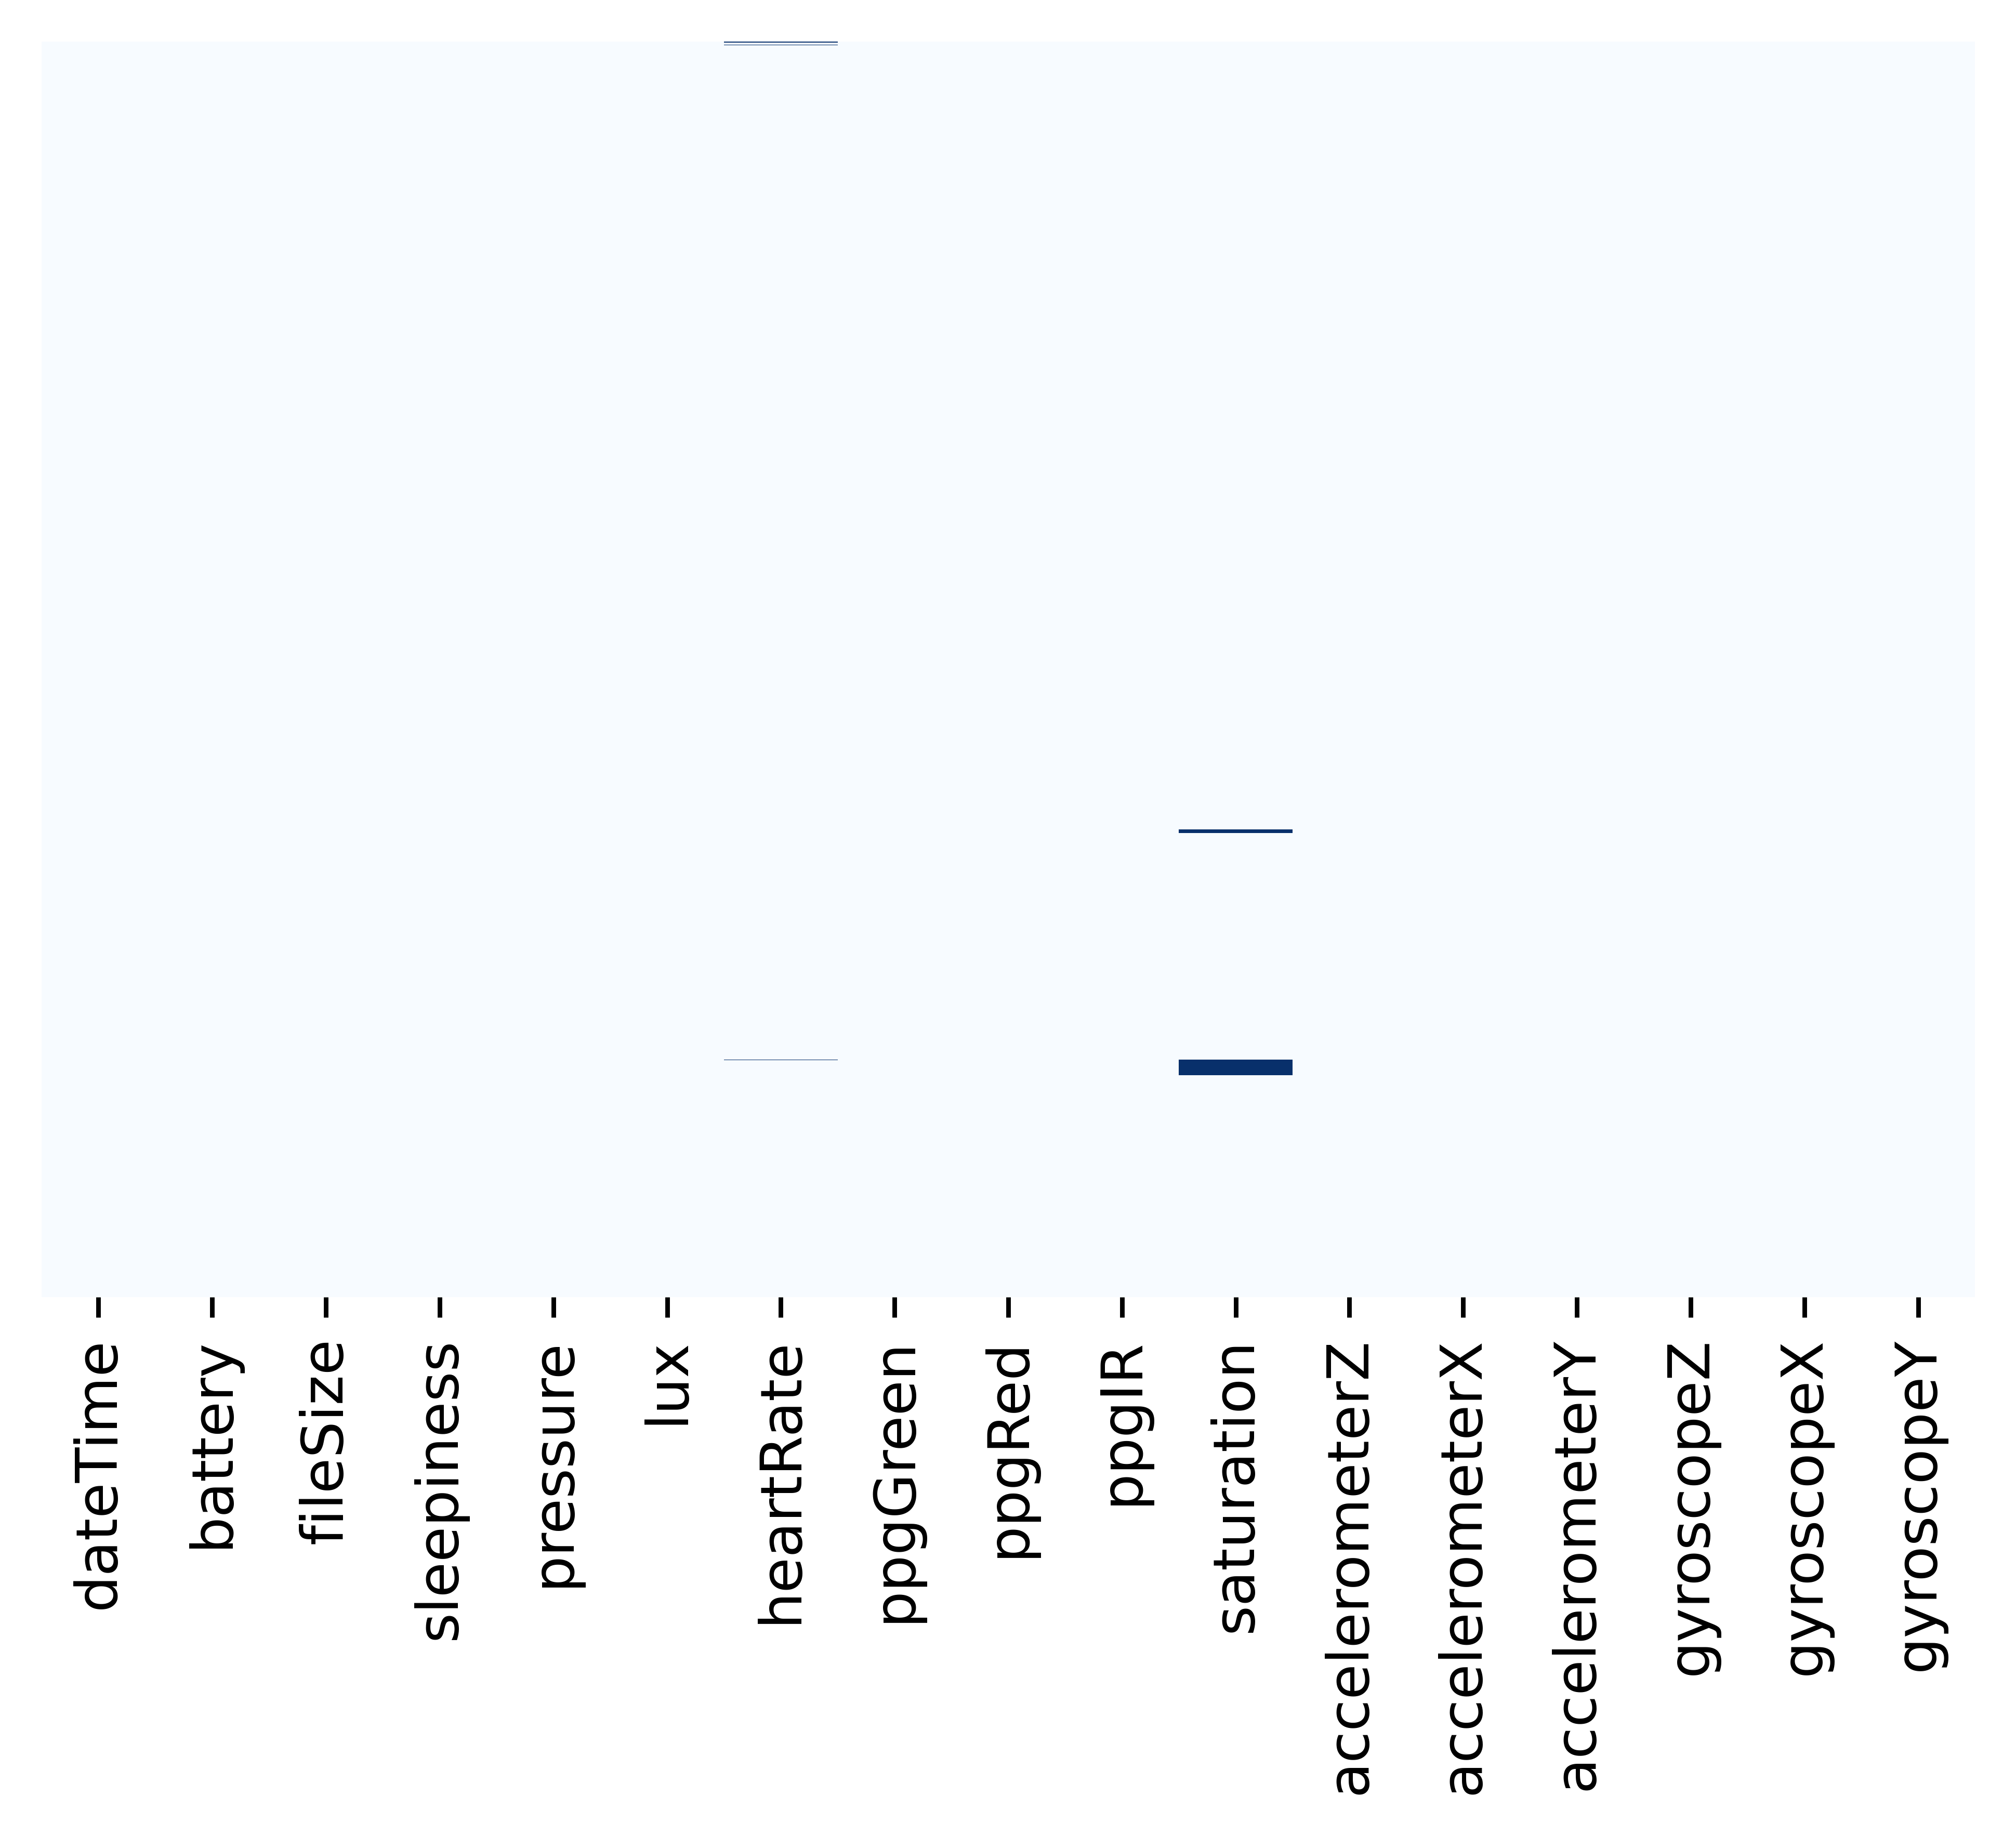 dateTime
battery
fileSize
sleepiness
pressure
lux
heartRate
ppgGreen
ppgRed
ppgIR
saturation
accelerometerZ
accelerometerX
accelerometerY
gyroscopeZ
gyroscopeX
gyroscopeY